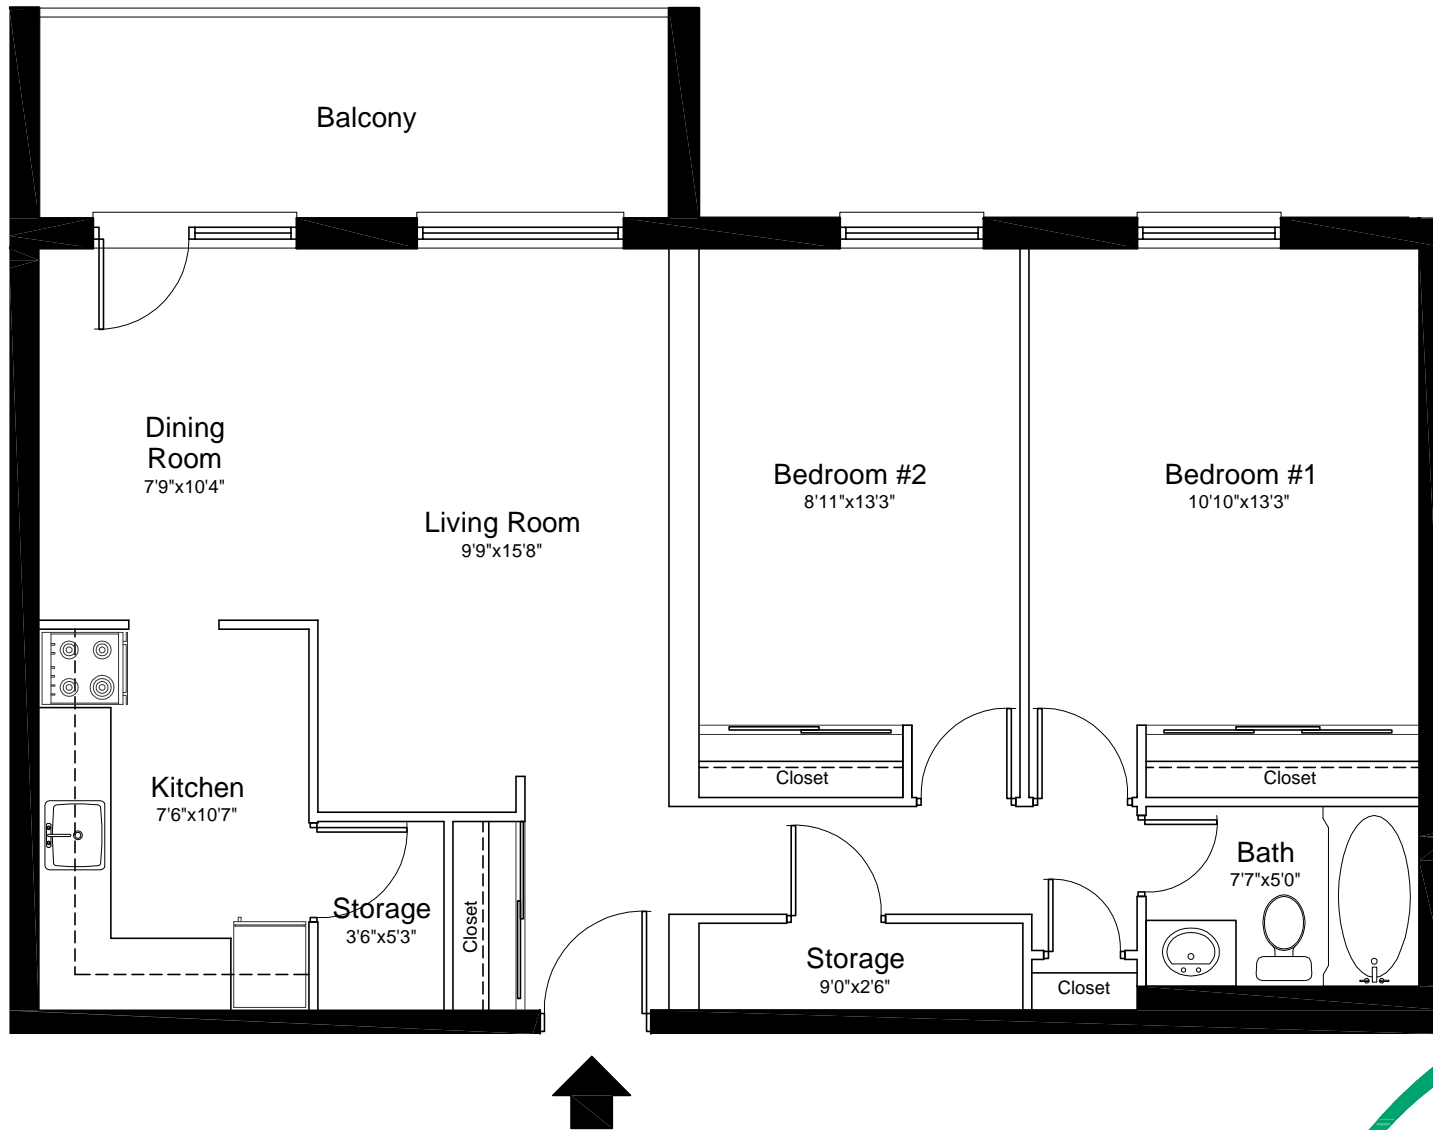 Balcony
Dining
Room
7'9"x10'4"
Living Room
9'9"x15'8"
Bedroom #2
8'11"x13'3"
Bedroom #1
10'10"x13'3"
Closet
Closet
Kitchen
7'6"x10'7"
Storage
3'6"x5'3"
Closet
Bath
7'7"x5'0"
Storage
9'0"x2'6"
Closet